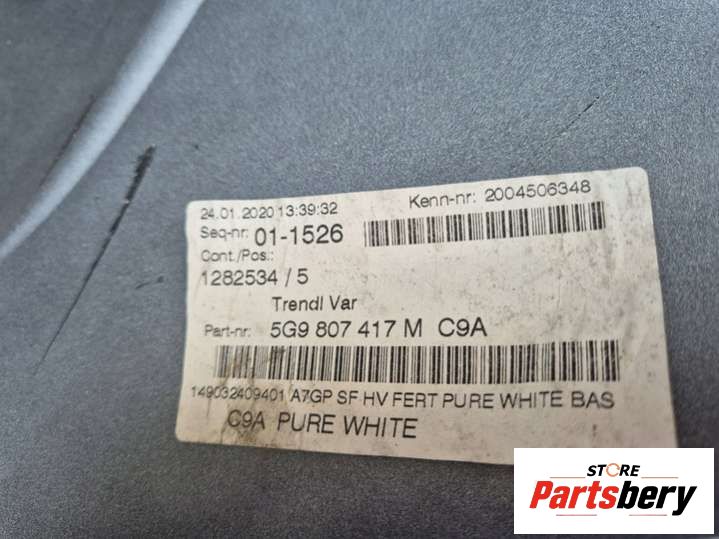 24.01.2020 13:39:32
Kenn-nr: 2004506348
Seq-nr: 01-1526
Cont./Pos.:
1282534 / 5
Trendl Var
Part-nr: 5G9 807 417 M C9A
149032409401 A7GP SF HV FERT PURE WHITE BAS
C9A PURE WHITE
STORE
Partsbery